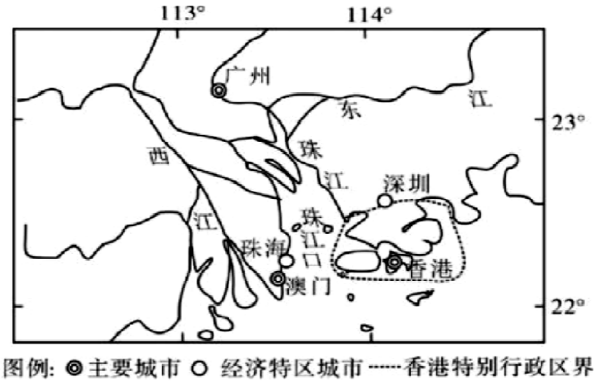 113° 114°
广州
东 江
23°
珠 江
西 江
深圳
珠江口
珠海
香港
澳门
22°
图例: 主要城市 经济特区城市 香港特别行政区界